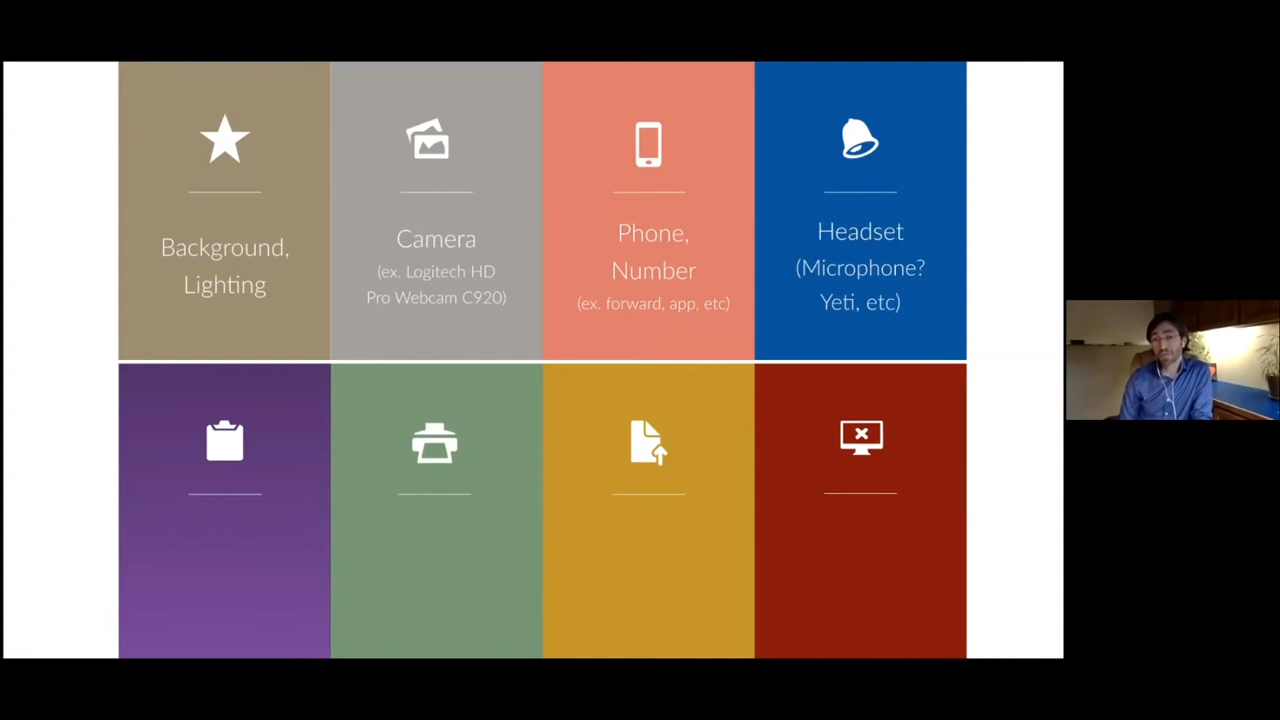 Background,
Lighting
Camera
(ex. Logitech HD
Pro Webcam C920)
Phone,
Number
(ex. forward, app, etc)
Headset
(Microphone?
Yeti, etc)